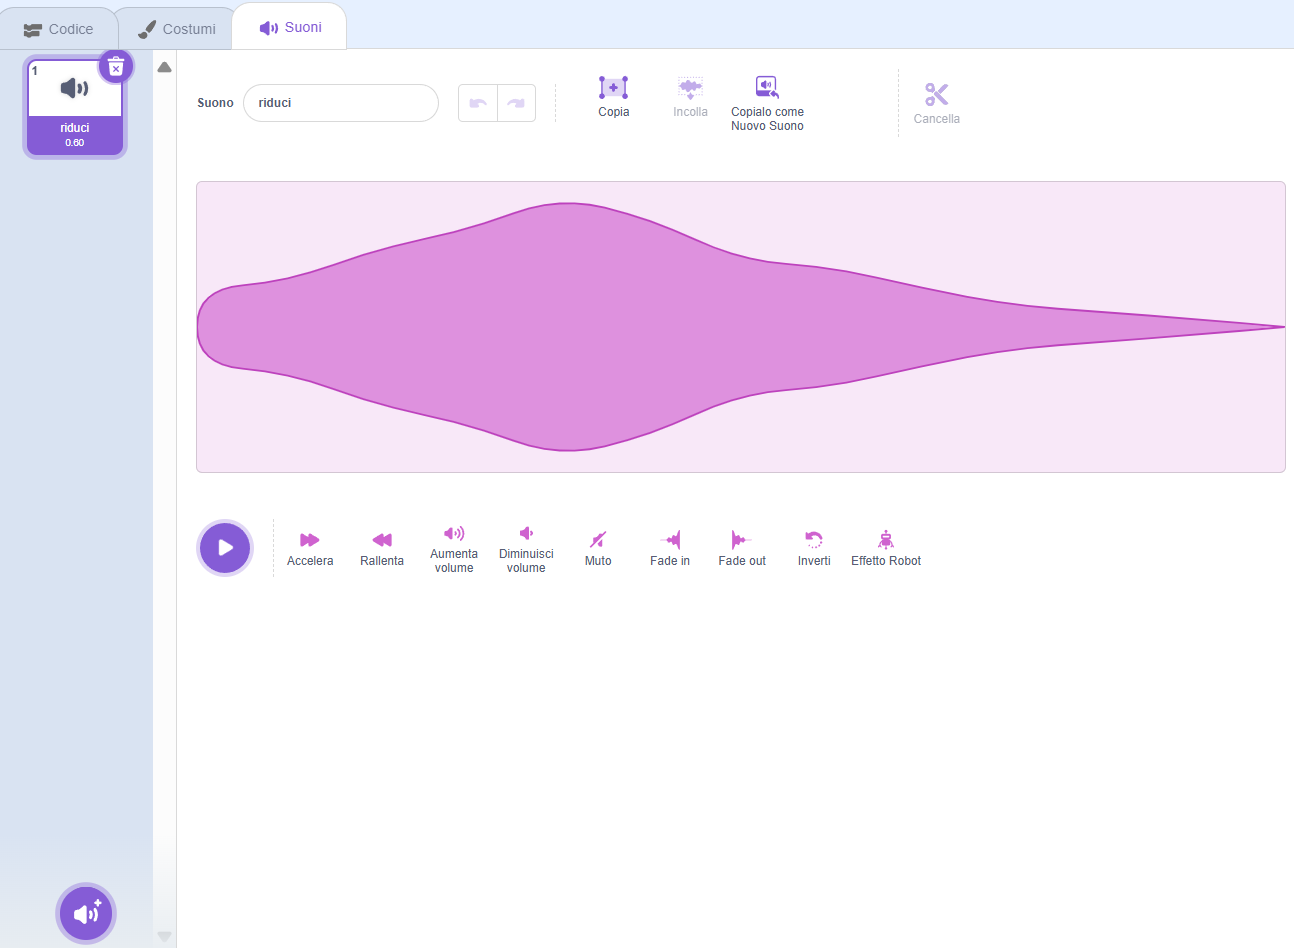 Codice
Costumi
Suoni
1
riduci
0.60
Suono
riduci
Copia
Incolla
Copialo come
Nuovo Suono
Cancella
Accelera
Rallenta
Aumenta
volume
Diminuisci
volume
Muto
Fade in
Fade out
Inverti
Effetto Robot